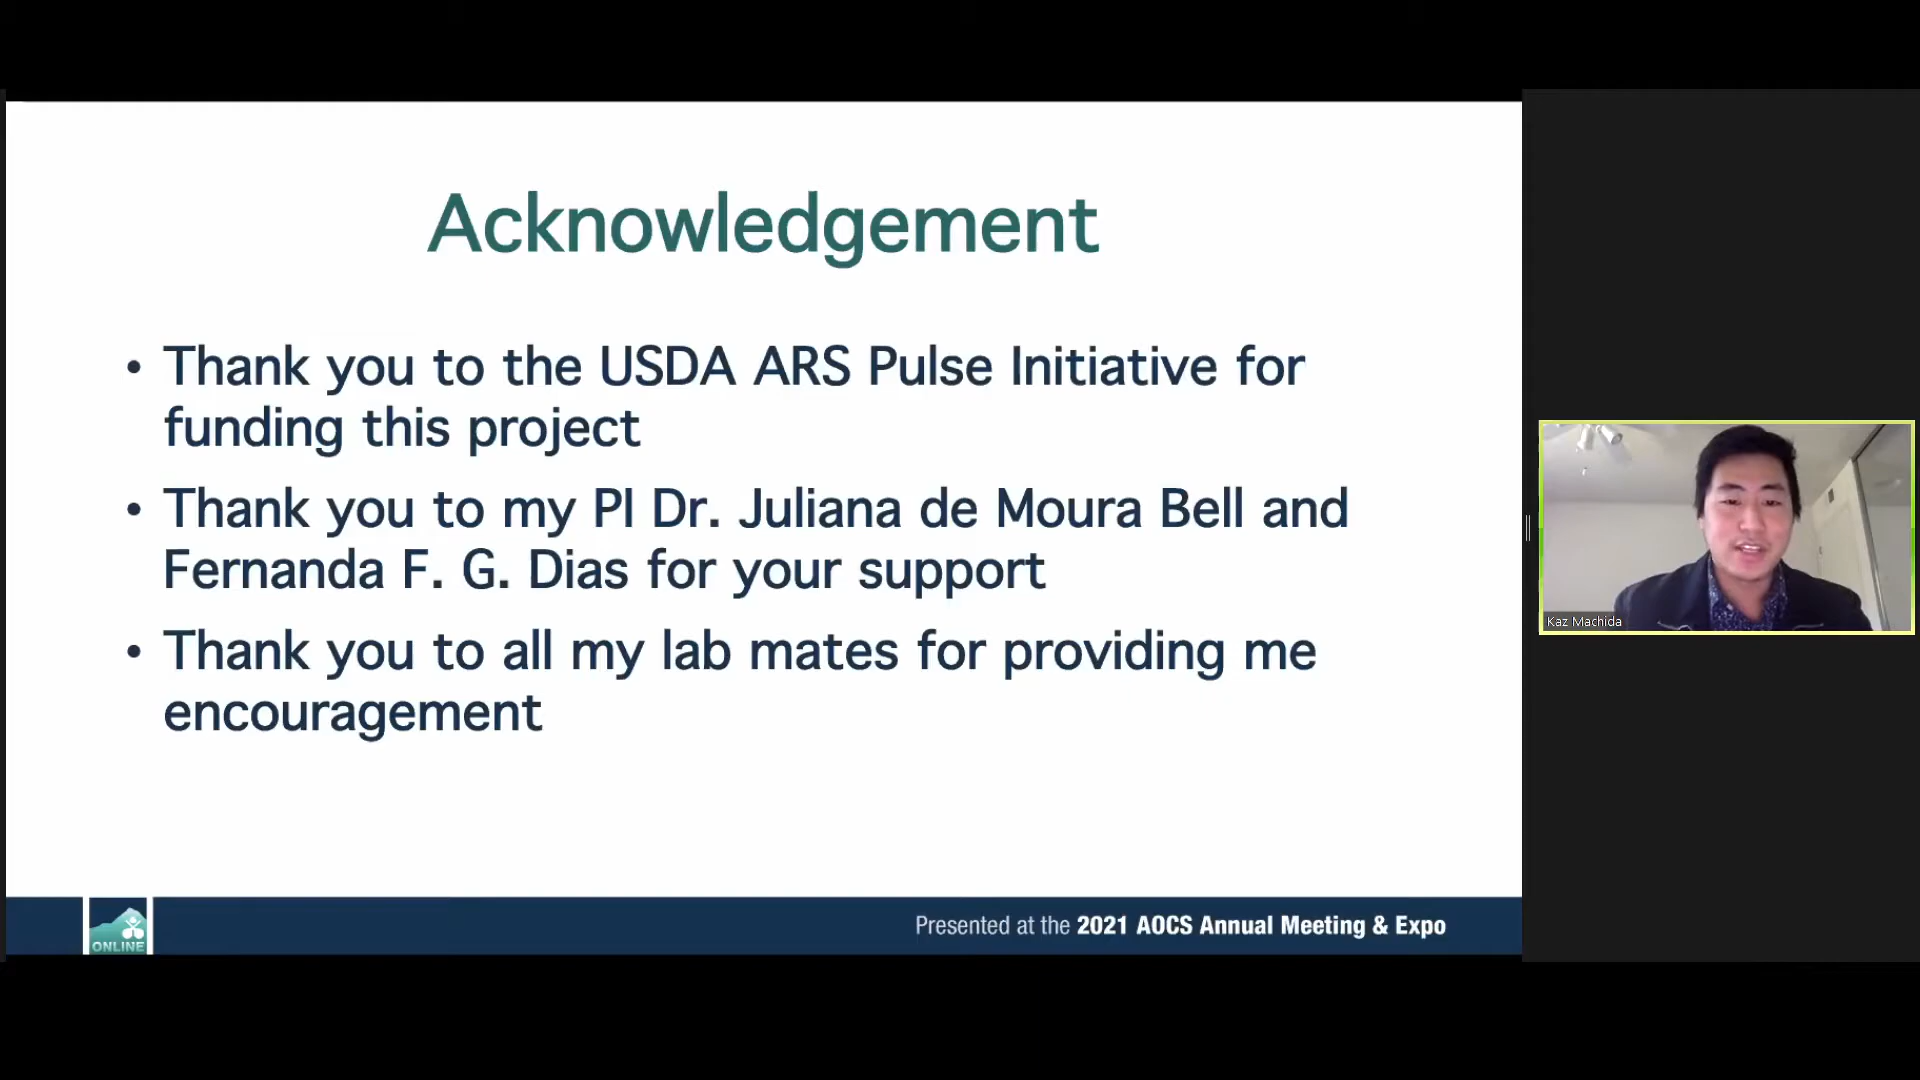 Acknowledgement
• Thank you to the USDA ARS Pulse Initiative for
funding this project
• Thank you to my PI Dr. Juliana de Moura Bell and
Fernanda F. G. Dias for your support
• Thank you to all my lab mates for providing me
encouragement
Kaz Machida
ONLINE
Presented at the 2021 AOCS Annual Meeting & Expo